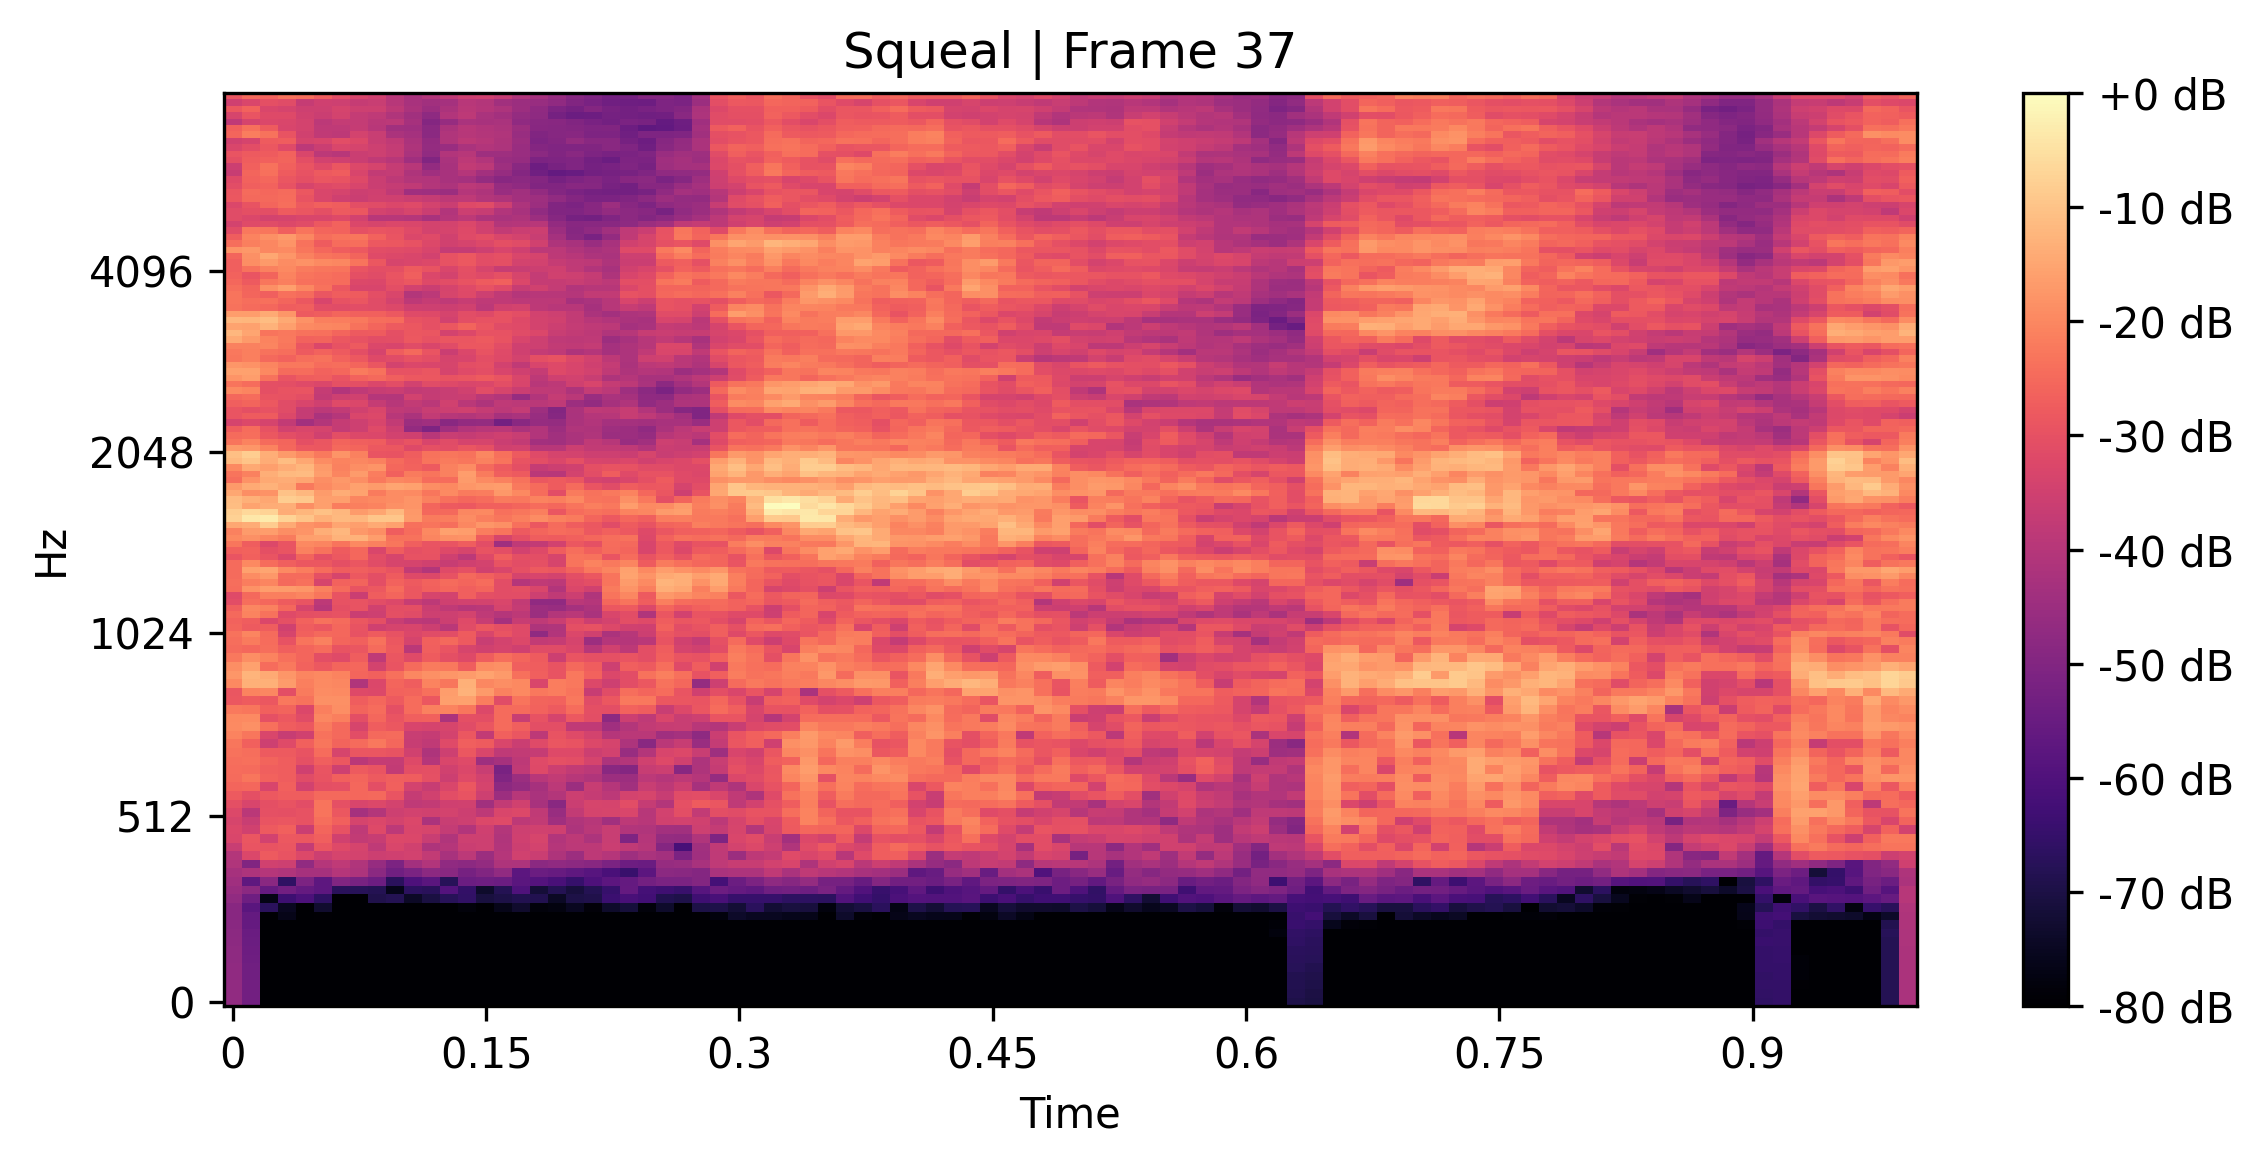 Squeal | Frame 37
Hz
4096
2048
1024
512
0
0 0.15 0.3 0.45 0.6 0.75 0.9
Time
+0 dB
-10 dB
-20 dB
-30 dB
-40 dB
-50 dB
-60 dB
-70 dB
-80 dB